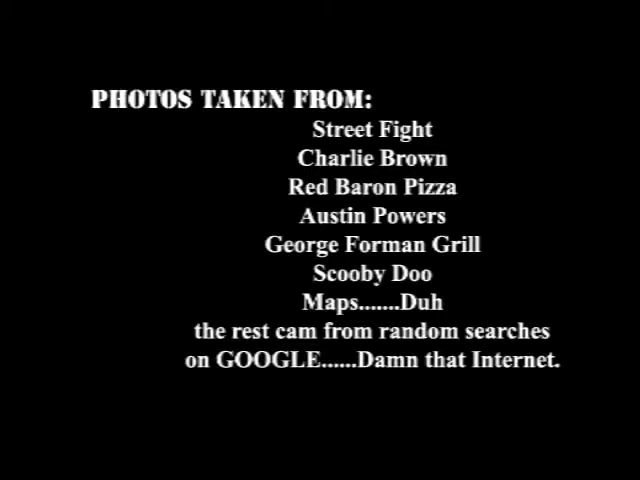 PHOTOS TAKEN FROM:
Street Fight
Charlie Brown
Red Baron Pizza
Austin Powers
George Forman Grill
Scooby Doo
Maps.......Duh
the rest cam from random searches
on GOOGLE......Damn that Internet.